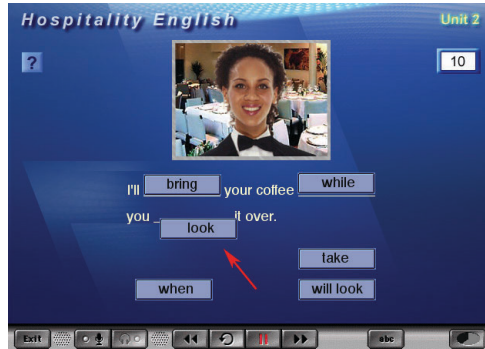 Hospitality English
Unit 2
?
10
I'll bring your coffee while
you _ look it over.
take
when
will look
Exit
abc